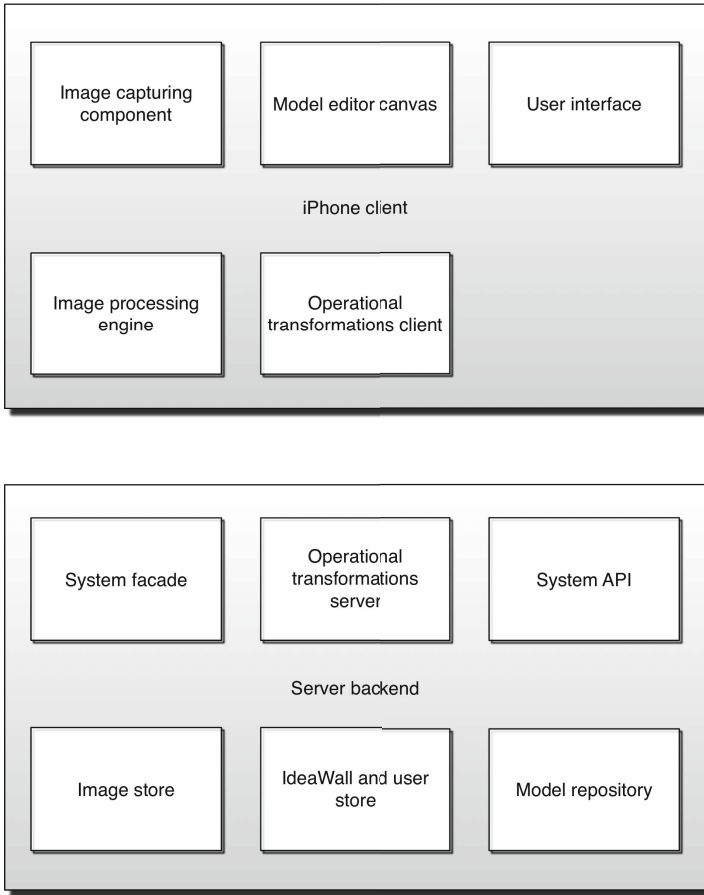 Image capturing
component
Model editor canvas
User interface
iPhone client
Image processing
engine
Operational
transformations client
System facade
Operational
transformations
server
System API
Server backend
Image store
IdeaWall and user
store
Model repository